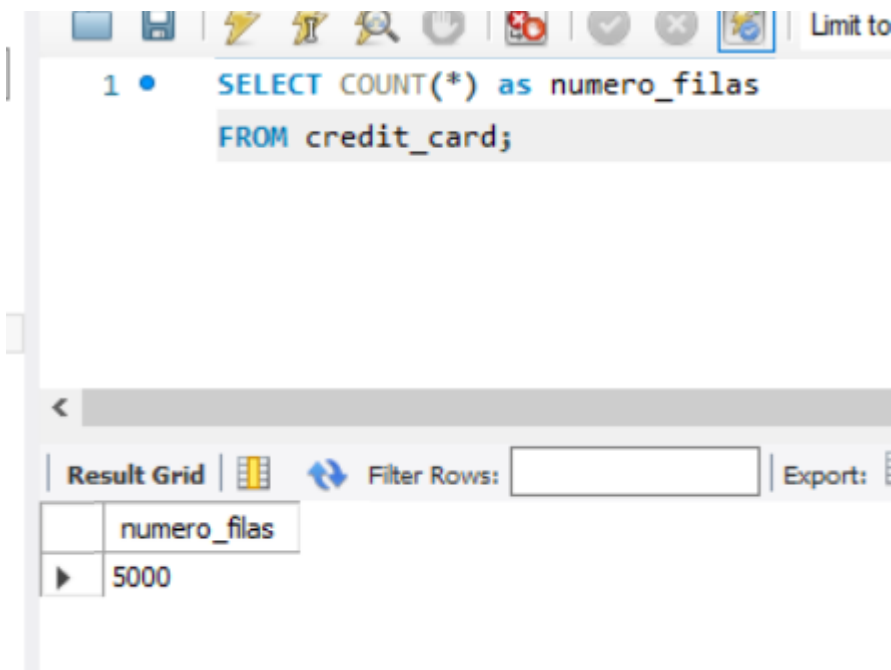 Limit to
1 SELECT COUNT(*) as numero_filas
FROM credit_card;
Result Grid Filter Rows: Export:
numero_filas
5000